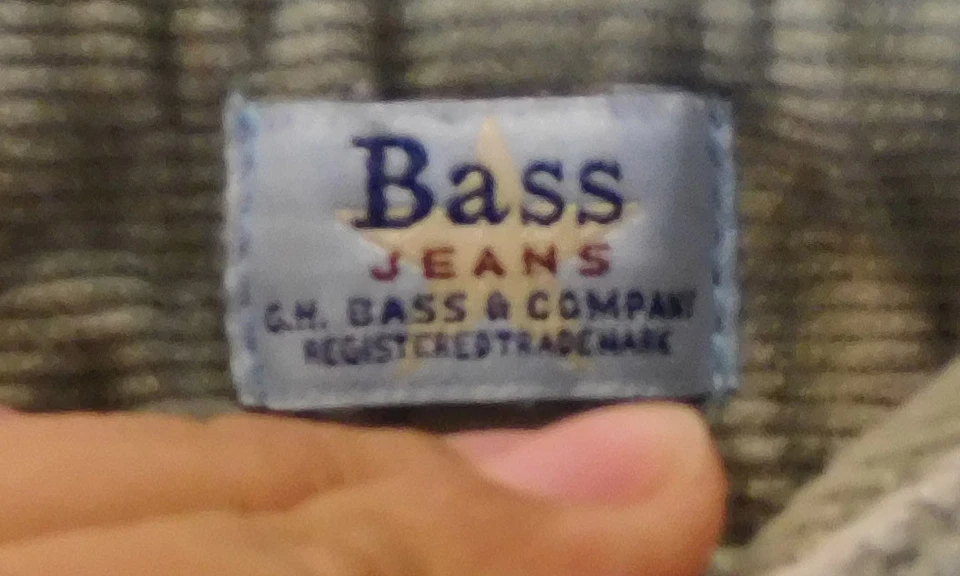 Bass
JEANS
G.H. BASS & COMPANY
REGISTERED TRADEMARK